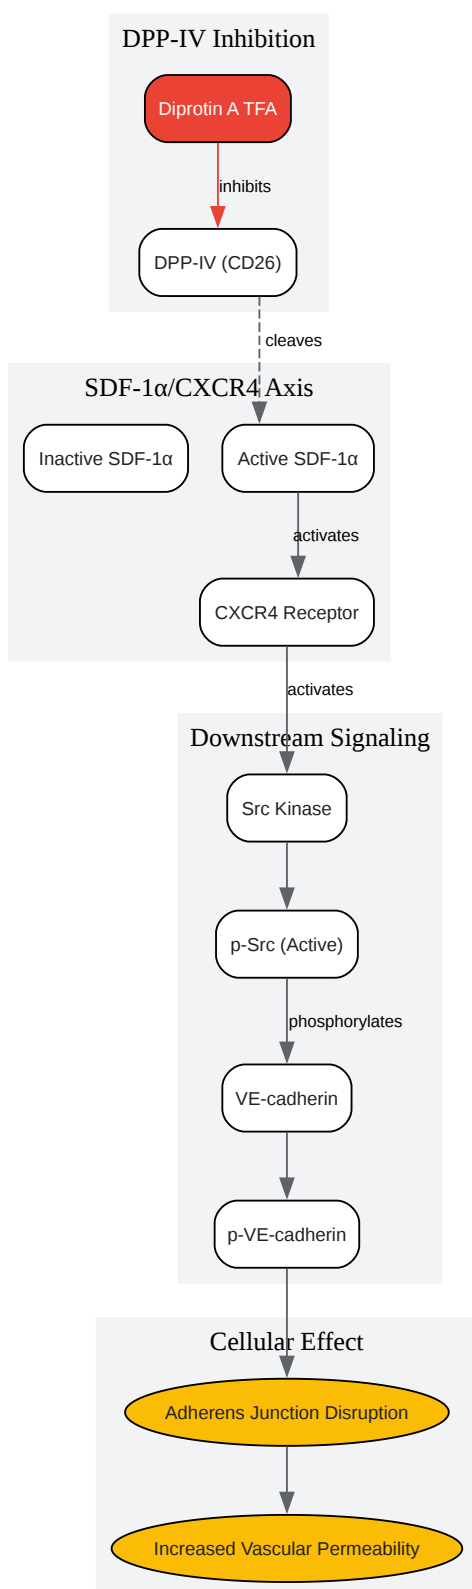 DPP-IV Inhibition
Diprotin A TFA
inhibits
DPP-IV (CD26)
cleaves
SDF-1α/CXCR4 Axis
Inactive SDF-1α
Active SDF-1α
activates
CXCR4 Receptor
activates
Downstream Signaling
Src Kinase
p-Src (Active)
phosphorylates
VE-cadherin
p-VE-cadherin
Cellular Effect
Adherens Junction Disruption
Increased Vascular Permeability